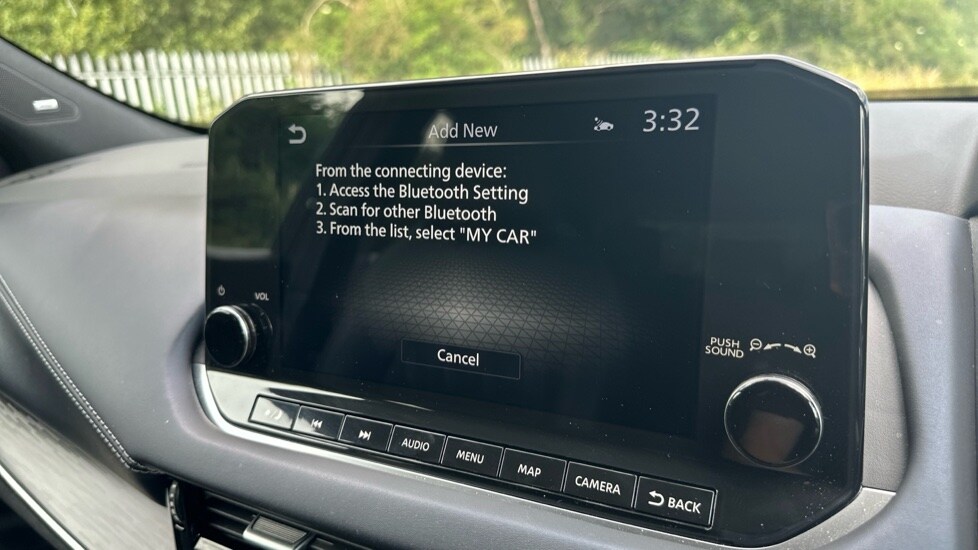 Add New
3:32
From the connecting device:
1. Access the Bluetooth Setting
2. Scan for other Bluetooth
3. From the list, select "MY CAR"
Cancel
VOL
PUSH
SOUND
AUDIO
MENU
MAP
CAMERA
BACK